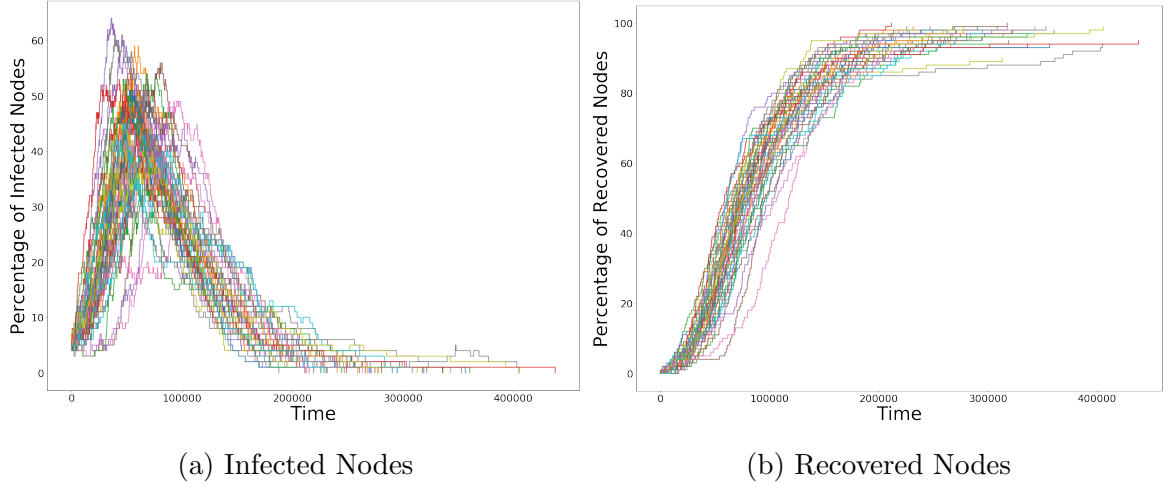 Percentage of Infected Nodes
60
50
40
30
20
10
0
0 100000 200000 300000 400000
Time
(a) Infected Nodes
Percentage of Recovered Nodes
100
80
60
40
20
0
0 100000 200000 300000 400000
Time
(b) Recovered Nodes